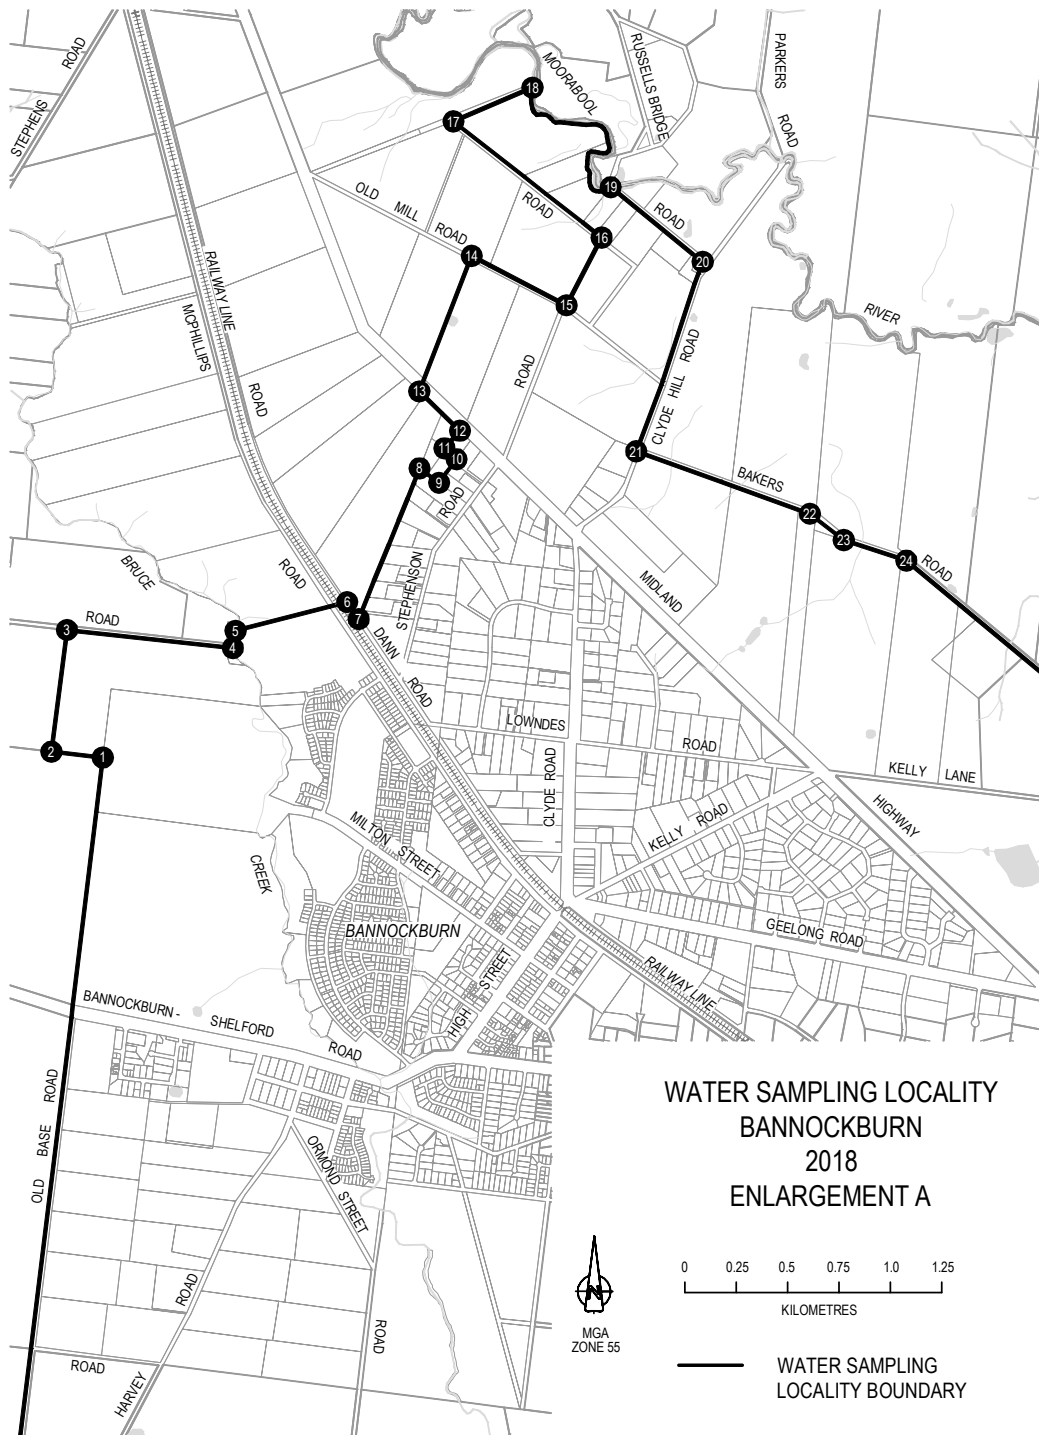 STEPHENS
ROAD
MOORABOOL
RUSSELLS BRIDGE
PARKERS
ROAD
18
17
19
ROAD
OLD
MILL
ROAD
ROAD
16
20
14
15
RAILWAY LINE
MCPHILLIPS
ROAD
RIVER
ROAD
CLYDE HILL ROAD
13
12
11
10
8
9
ROAD
STEPHENSON
21
BAKERS
22
23
24
ROAD
BRUCE
ROAD
MIDLAND
6
7
5
4
3
ROAD
DANN
ROAD
2
1
LOWNDES
ROAD
CLYDE ROAD
KELLY LANE
KELLY ROAD
HIGHWAY
MILTON STREET
CREEK
BANNOCKBURN
GEELONG ROAD
HIGH STREET
RAILWAY LINE
BANNOCKBURN - SHELFORD ROAD
OLD BASE ROAD
ORMOND STREET
ROAD
HARVEY
ROAD
ROAD
WATER SAMPLING LOCALITY
BANNOCKBURN
2018
ENLARGEMENT A
N
MGA
ZONE 55
0 0.25 0.5 0.75 1.0 1.25
KILOMETRES
WATER SAMPLING
LOCALITY BOUNDARY